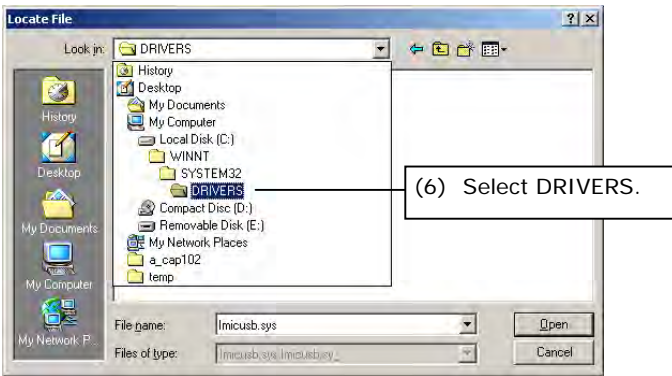 Locate File
Look in:
DRIVERS
History
Desktop
My Documents
My Computer
Local Disk (C:)
WINNT
SYSTEM32
DRIVERS
Compact Disc (D:)
Removable Disk (E:)
My Network Places
a_cap102
temp
History
Desktop
My Documents
My Computer
My Network P...
(6) Select DRIVERS.
File name:
lmicusb.sys
Open
Files of type:
lmicusb.sys;lmicusb.sy_
Cancel